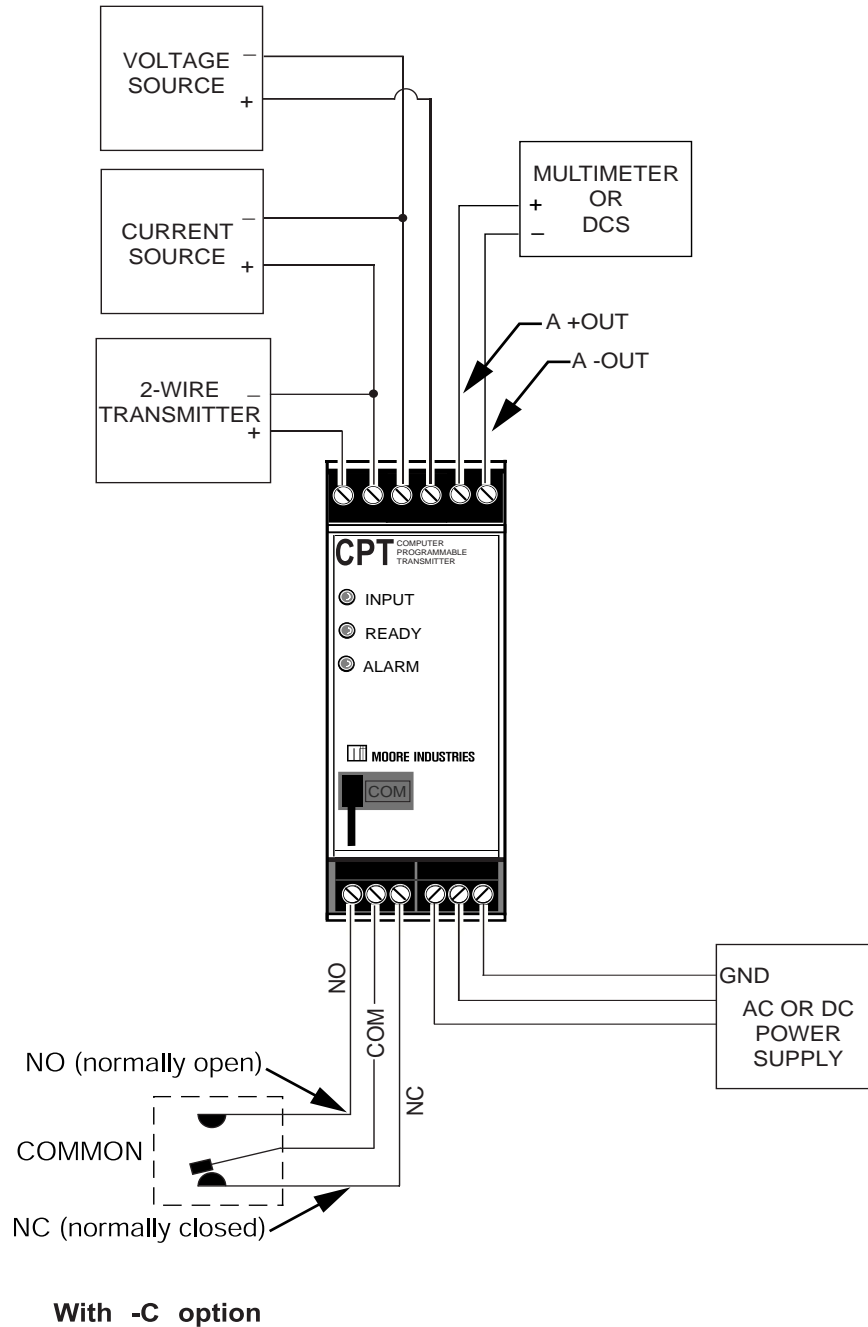 VOLTAGE
SOURCE
–
+
CURRENT
SOURCE
–
+
2-WIRE
TRANSMITTER
–
+
MULTIMETER
OR
DCS
+
–
A +OUT
A -OUT
CPT
COMPUTER
PROGRAMMABLE
TRANSMITTER
INPUT
READY
ALARM
MOORE INDUSTRIES
COM
NO
COM
NC
GND
AC OR DC
POWER
SUPPLY
NO (normally open)
COMMON
NC (normally closed)
With -C option